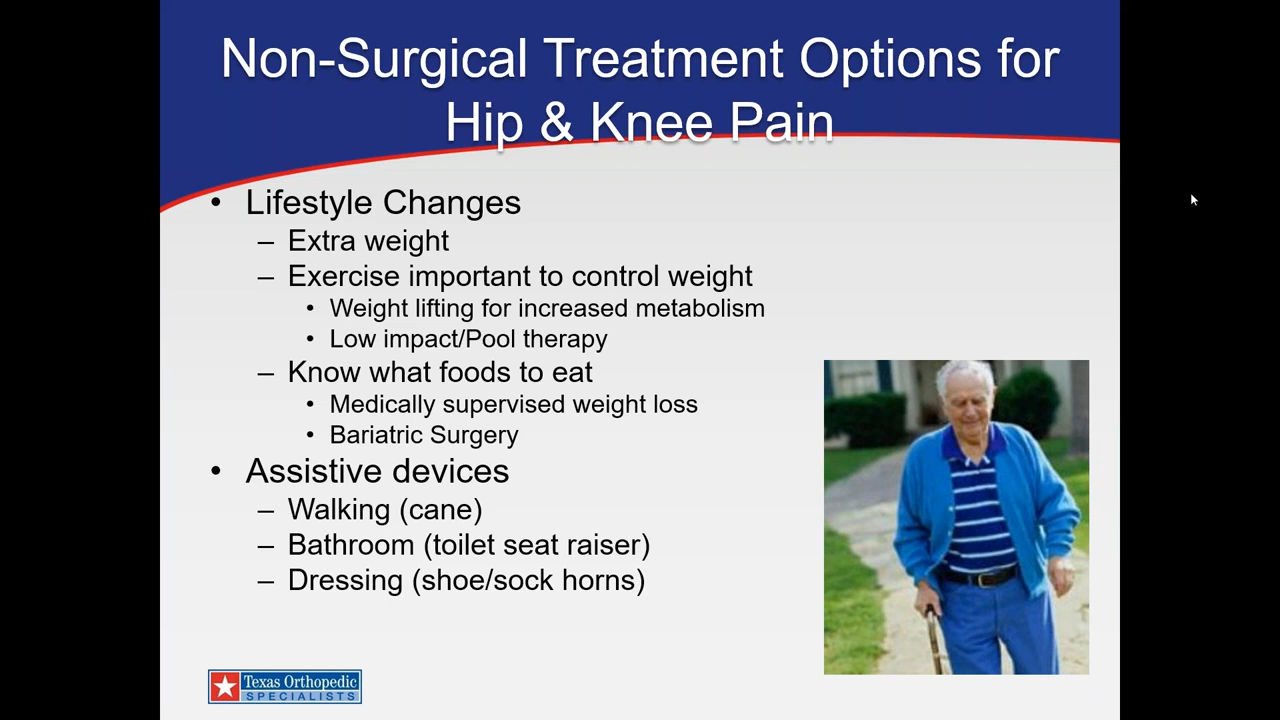 Non-Surgical Treatment Options for
Hip & Knee Pain
• Lifestyle Changes
– Extra weight
– Exercise important to control weight
• Weight lifting for increased metabolism
• Low impact/Pool therapy
– Know what foods to eat
• Medically supervised weight loss
• Bariatric Surgery
• Assistive devices
– Walking (cane)
– Bathroom (toilet seat raiser)
– Dressing (shoe/sock horns)
Texas Orthopedic
SPECIALISTS